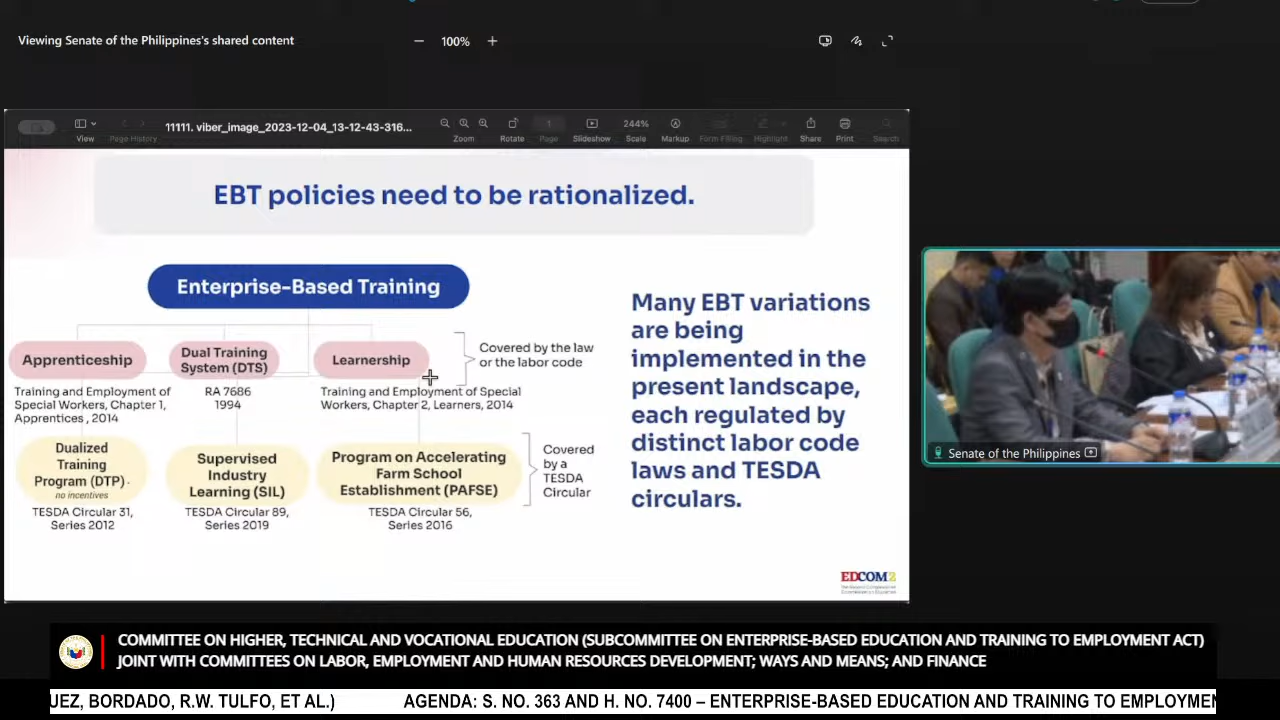 Viewing Senate of the Philippines's shared content
100%
11111. viber_image_2023-12-04_13-12-43-316...
1
244%
View
Page History
Zoom
Rotate
Page
Slideshow
Scale
Markup
Form Filling
Highlight
Share
Print
Search
EBT policies need to be rationalized.
Enterprise-Based Training
Apprenticeship
Training and Employment of
Special Workers, Chapter 1,
Apprentices , 2014
Dual Training
System (DTS)
RA 7686
1994
Learnership
Training and Employment of Special
Workers, Chapter 2, Learners, 2014
Covered by the law
or the labor code
Dualized
Training
Program (DTP)
no incentives
TESDA Circular 31,
Series 2012
Supervised
Industry
Learning (SIL)
TESDA Circular 89,
Series 2019
Program on Accelerating
Farm School
Establishment (PAFSE)
TESDA Circular 56,
Series 2016
Covered
by a
TESDA
Circular
Many EBT variations
are being
implemented in the
present landscape,
each regulated by
distinct labor code
laws and TESDA
circulars.
EDCOM2
Senate of the Philippines
COMMITTEE ON HIGHER, TECHNICAL AND VOCATIONAL EDUCATION (SUBCOMMITTEE ON ENTERPRISE-BASED EDUCATION AND TRAINING TO EMPLOYMENT ACT)
JOINT WITH COMMITTEES ON LABOR, EMPLOYMENT AND HUMAN RESOURCES DEVELOPMENT; WAYS AND MEANS; AND FINANCE
UEZ, BORDADO, R.W. TULFO, ET AL.) AGENDA: S. NO. 363 AND H. NO. 7400 – ENTERPRISE-BASED EDUCATION AND TRAINING TO EMPLOYMEN